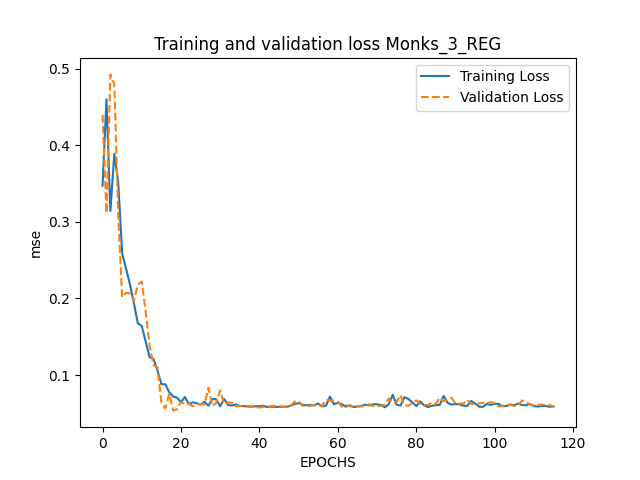 Training and validation loss Monks_3_REG
Training Loss
Validation Loss
0.5
0.4
0.3
0.2
0.1
mse
0 20 40 60 80 100 120
EPOCHS